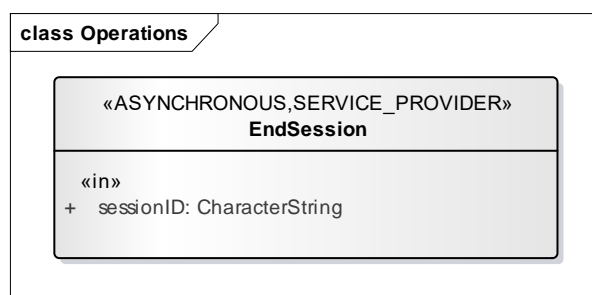 class Operations
«ASYNCHRONOUS,SERVICE_PROVIDER»
EndSession
«in»
+ sessionID: CharacterString